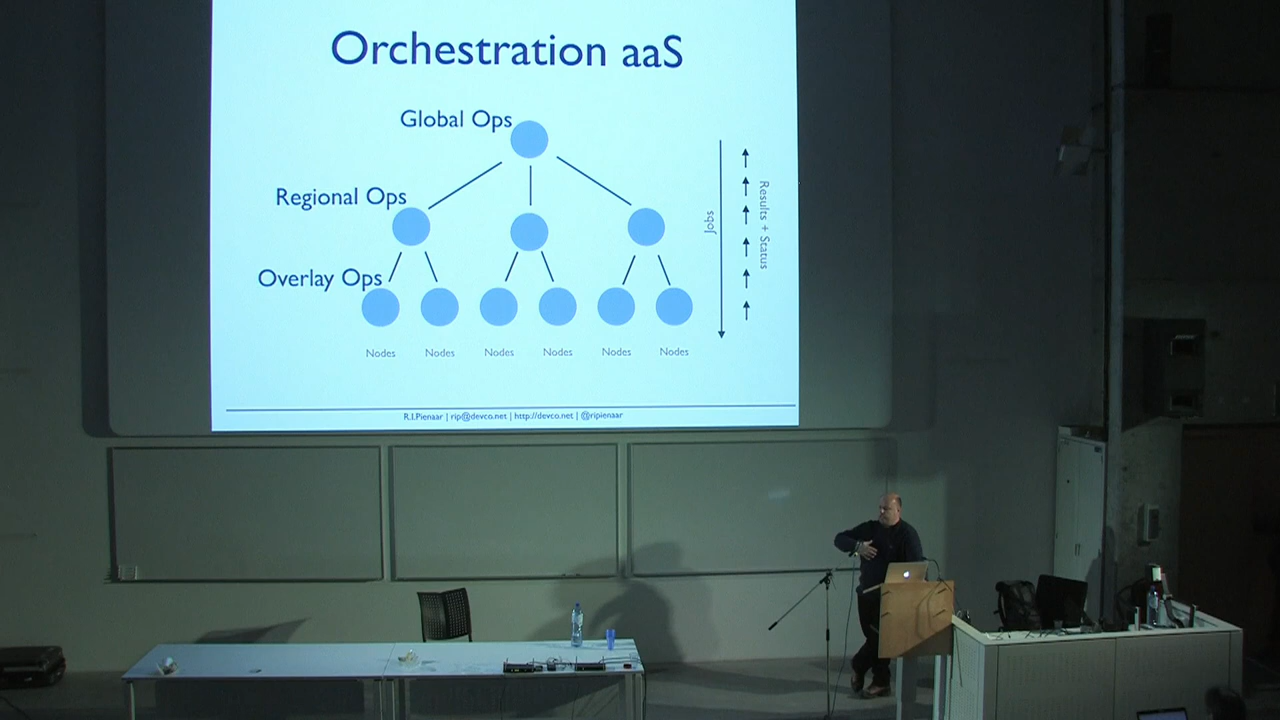 Orchestration aaS
Global Ops
Regional Ops
Overlay Ops
Nodes Nodes Nodes Nodes Nodes Nodes
Jobs
Results + Status
R.I.Pienaar | rip@devco.net | http://devco.net | @ripienaar